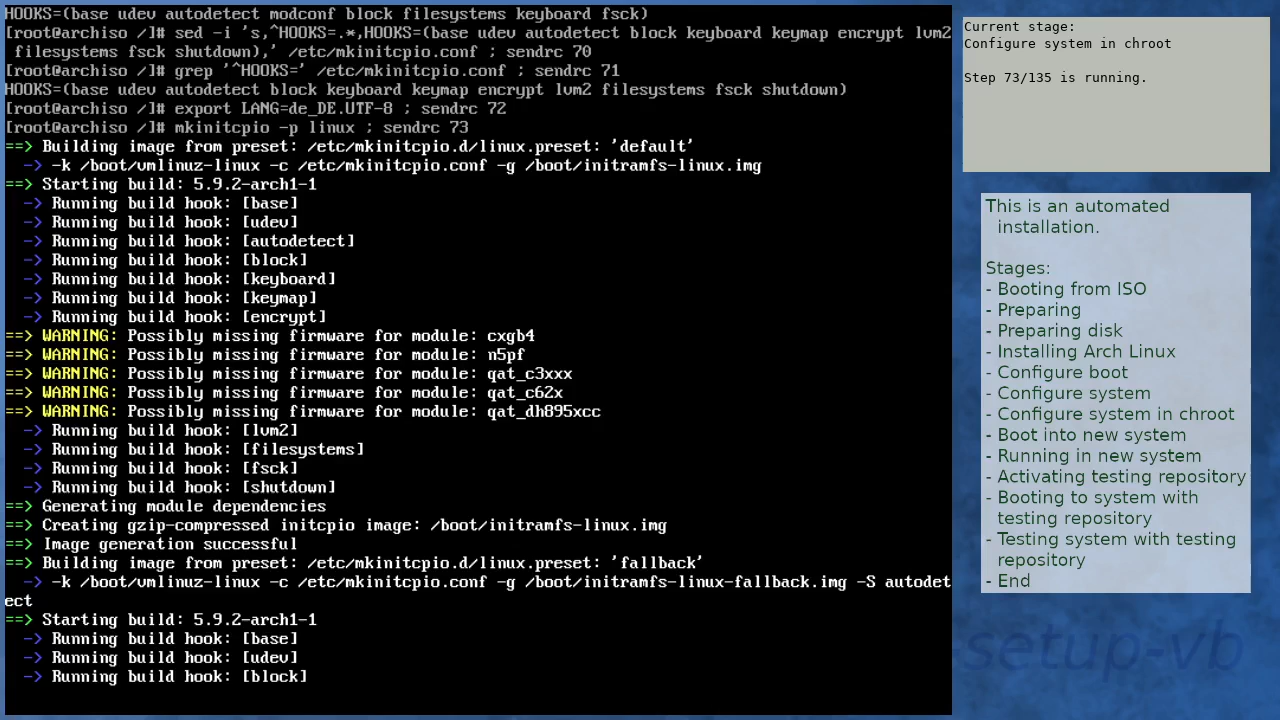 HOOKS=(base udev autodetect modconf block filesystems keyboard fsck)
[root@archiso /]# sed -i 's,^HOOKS=.*,HOOKS=(base udev autodetect block keyboard keymap encrypt lvm2
 filesystems fsck shutdown),' /etc/mkinitcpio.conf ; sendrc 70
[root@archiso /]# grep '^HOOKS=' /etc/mkinitcpio.conf ; sendrc 71
HOOKS=(base udev autodetect block keyboard keymap encrypt lvm2 filesystems fsck shutdown)
[root@archiso /]# export LANG=de_DE.UTF-8 ; sendrc 72
[root@archiso /]# mkinitcpio -p linux ; sendrc 73
==> Building image from preset: /etc/mkinitcpio.d/linux.preset: 'default'
  -> -k /boot/vmlinuz-linux -c /etc/mkinitcpio.conf -g /boot/initramfs-linux.img
==> Starting build: 5.9.2-arch1-1
  -> Running build hook: [base]
  -> Running build hook: [udev]
  -> Running build hook: [autodetect]
  -> Running build hook: [block]
  -> Running build hook: [keyboard]
  -> Running build hook: [keymap]
  -> Running build hook: [encrypt]
==> WARNING: Possibly missing firmware for module: cxgb4
==> WARNING: Possibly missing firmware for module: n5pf
==> WARNING: Possibly missing firmware for module: qat_c3xxx
==> WARNING: Possibly missing firmware for module: qat_c62x
==> WARNING: Possibly missing firmware for module: qat_dh895xcc
  -> Running build hook: [lvm2]
  -> Running build hook: [filesystems]
  -> Running build hook: [fsck]
  -> Running build hook: [shutdown]
==> Generating module dependencies
==> Creating gzip-compressed initcpio image: /boot/initramfs-linux.img
==> Image generation successful
==> Building image from preset: /etc/mkinitcpio.d/linux.preset: 'fallback'
  -> -k /boot/vmlinuz-linux -c /etc/mkinitcpio.conf -g /boot/initramfs-linux-fallback.img -S autodet
ect
==> Starting build: 5.9.2-arch1-1
  -> Running build hook: [base]
  -> Running build hook: [udev]
  -> Running build hook: [block]
Current stage:
Configure system in chroot
Step 73/135 is running.
This is an automated
installation.
Stages:
- Booting from ISO
- Preparing
- Preparing disk
- Installing Arch Linux
- Configure boot
- Configure system
- Configure system in chroot
- Boot into new system
- Running in new system
- Activating testing repository
- Booting to system with
testing repository
- Testing system with testing
repository
- End
-setup-vb